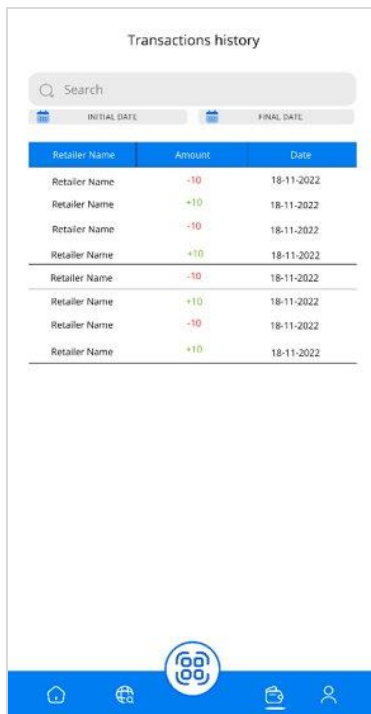 Transactions history
Search
INITIAL DATE FINAL DATE
Retailer Name Amount Date
Retailer Name -10 18-11-2022
Retailer Name +10 18-11-2022
Retailer Name -10 18-11-2022
Retailer Name +10 18-11-2022
Retailer Name -10 18-11-2022
Retailer Name +10 18-11-2022
Retailer Name -10 18-11-2022
Retailer Name +10 18-11-2022